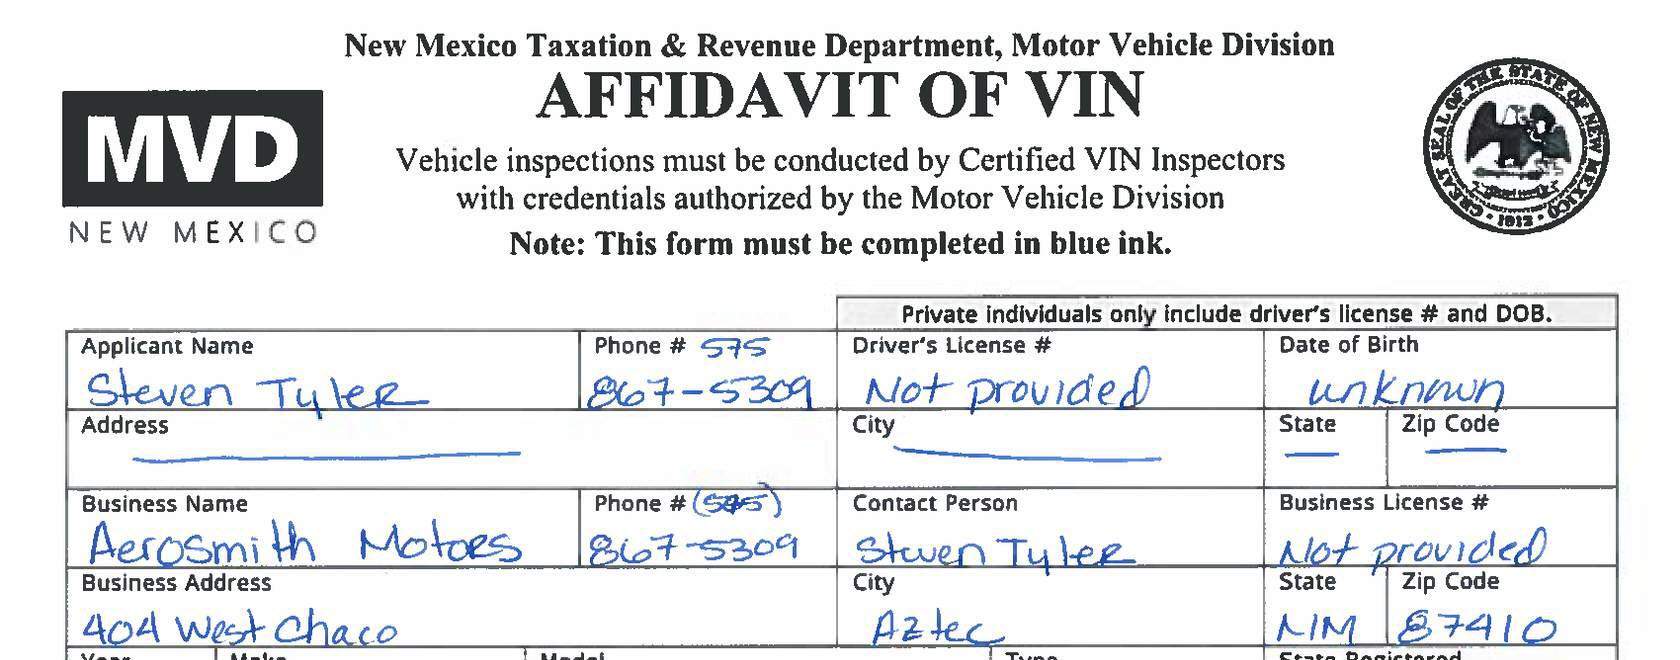 New Mexico Taxation & Revenue Department, Motor Vehicle Division
AFFIDAVIT OF VIN
MVD
NEW MEXICO
Vehicle inspections must be conducted by Certified VIN Inspectors
with credentials authorized by the Motor Vehicle Division
Note: This form must be completed in blue ink.
GREAT SEAL OF THE STATE OF NEW MEXICO • 1912 •
Private individuals only include driver's license # and DOB.
Applicant Name Phone # 575 Driver's License # Date of Birth
Steven Tyler 867-5309 Not provided unknown
Address City State Zip Code
Business Name Phone # (575) Contact Person Business License #
Aerosmith Motors 867-5309 Steven Tyler Not provided
Business Address City State Zip Code
404 West Chaco Aztec NM 87410
Year Make Model Type State Registered